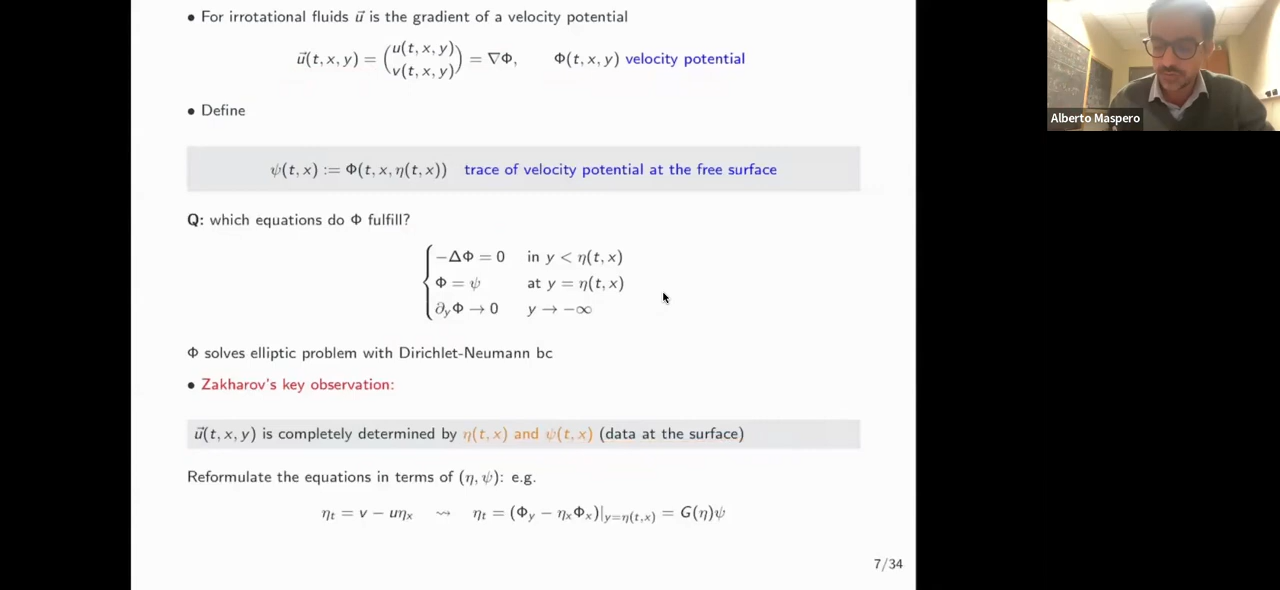 • For irrotational fluids u⃗ is the gradient of a velocity potential
u⃗(t, x, y) = (u(t, x, y) v(t, x, y)) = ∇Φ, Φ(t, x, y) velocity potential
• Define
ψ(t, x) := Φ(t, x, η(t, x)) trace of velocity potential at the free surface
Q: which equations do Φ fulfill?
−ΔΦ = 0 in y < η(t, x)
Φ = ψ at y = η(t, x)
∂yΦ → 0 y → −∞
Φ solves elliptic problem with Dirichlet-Neumann bc
• Zakharov's key observation:
u⃗(t, x, y) is completely determined by η(t, x) and ψ(t, x) (data at the surface)
Reformulate the equations in terms of (η, ψ): e.g.
ηt = v − uηx ⇝ ηt = (Φy − ηxΦx)|y=η(t,x) = G(η)ψ
7/34
Alberto Maspero